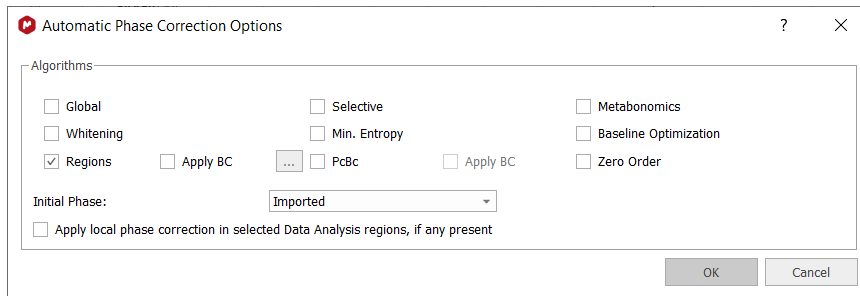 Automatic Phase Correction Options ?
Algorithms
Global Selective Metabonomics
Whitening Min. Entropy Baseline Optimization
Regions Apply BC ... PcBc Apply BC Zero Order
Initial Phase: Imported
Apply local phase correction in selected Data Analysis regions, if any present
OK Cancel